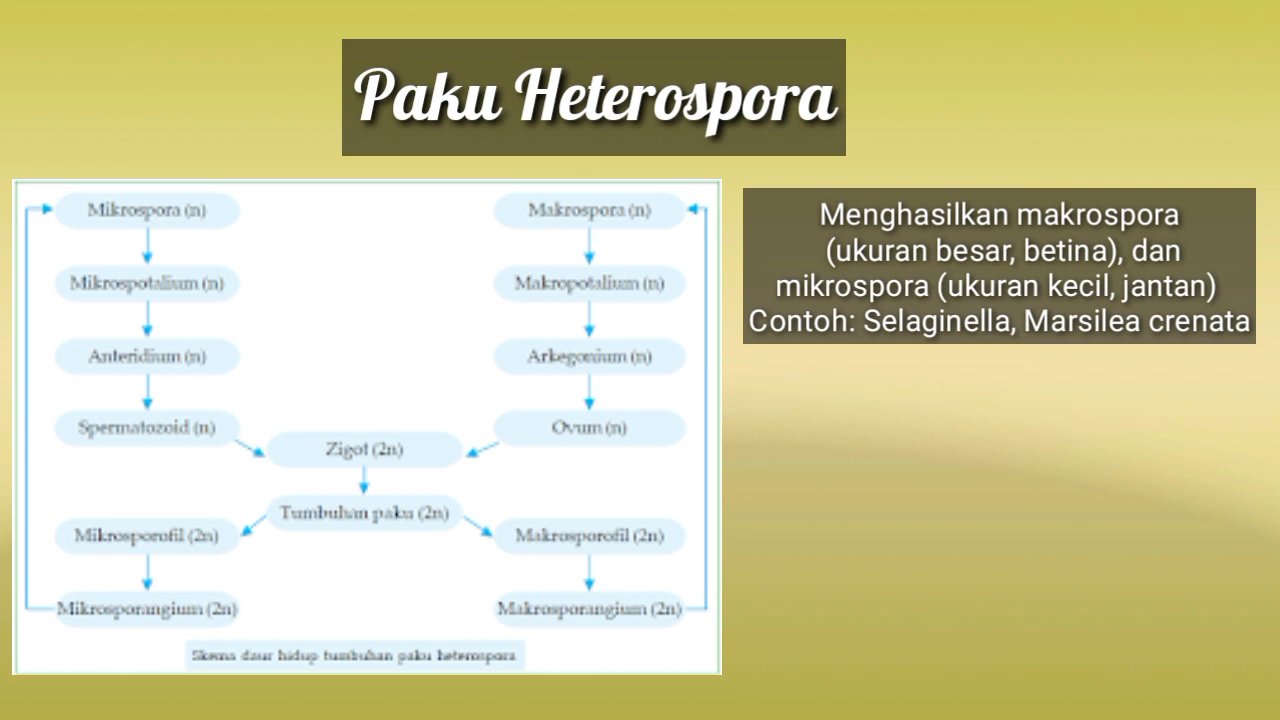 Paku Heterospora
Mikrospora (n)
Makrospora (n)
Mikrospotalium (n)
Makropotalium (n)
Anteridium (n)
Arkegonium (n)
Spermatozoid (n)
Ovum (n)
Zigot (2n)
Tumbuhan paku (2n)
Mikrosporofil (2n)
Makrosporofil (2n)
Mikrosporangium (2n)
Makrosporangium (2n)
Skema daur hidup tumbuhan paku heterospora
Menghasilkan makrospora
(ukuran besar, betina), dan
mikrospora (ukuran kecil, jantan)
Contoh: Selaginella, Marsilea crenata